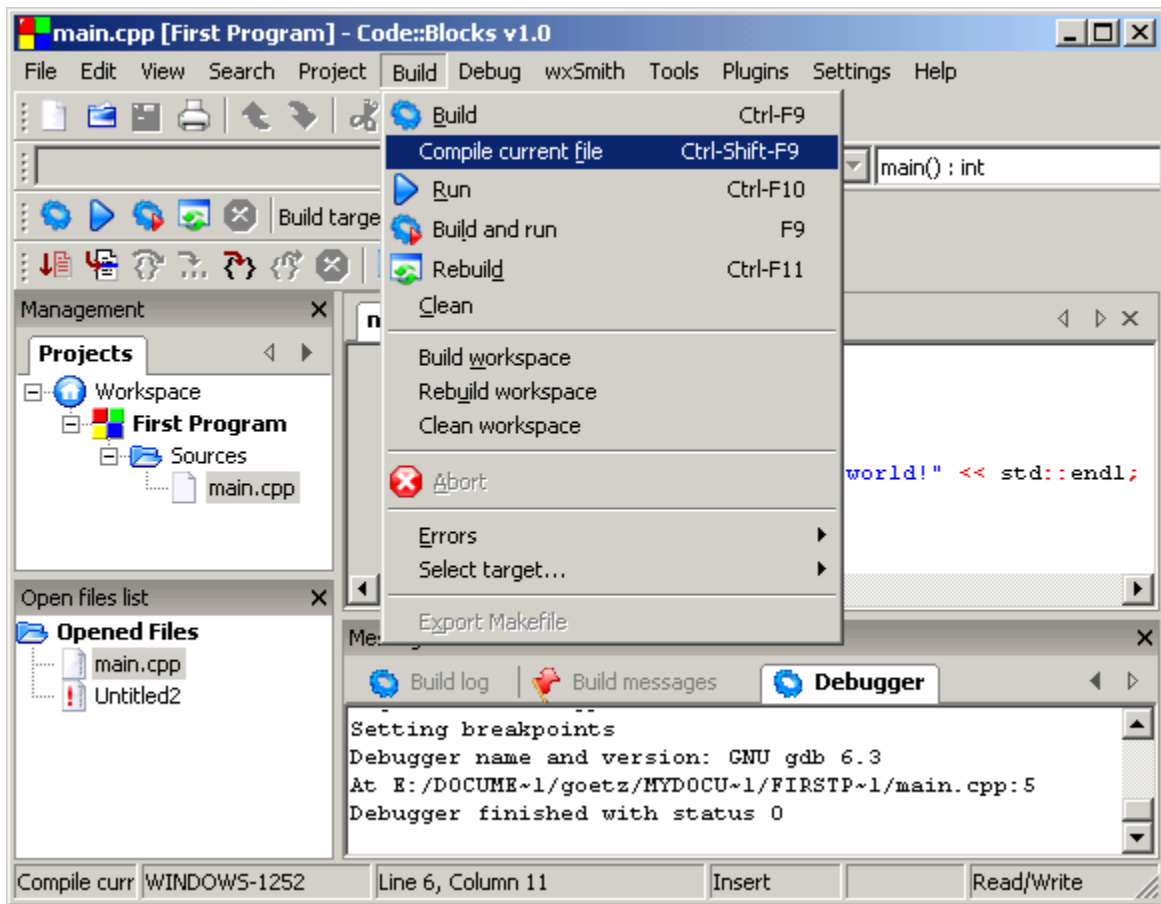 main.cpp [First Program] - Code::Blocks v1.0
File Edit View Search Project Build Debug wxSmith Tools Plugins Settings Help
Build Ctrl-F9
Compile current file Ctrl-Shift-F9
main() : int
Run Ctrl-F10
Build targe
Build and run F9
Rebuild Ctrl-F11
Clean
Management
Projects
Workspace
First Program
Sources
main.cpp
Build workspace
Rebuild workspace
Clean workspace
world!" << std::endl;
Abort
Errors
Select target...
Export Makefile
Open files list
Opened Files
main.cpp
Untitled2
Build log Build messages Debugger
Setting breakpoints
Debugger name and version: GNU gdb 6.3
At E:/DOCUME~1/goetz/MYDOCU~1/FIRSTP~1/main.cpp:5
Debugger finished with status 0
Compile curr WINDOWS-1252 Line 6, Column 11 Insert Read/Write